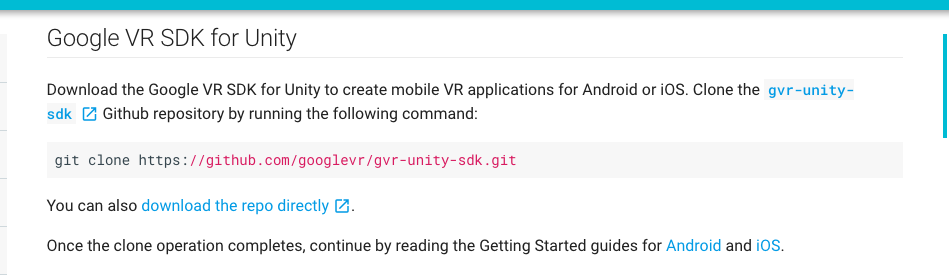 Google VR SDK for Unity
Download the Google VR SDK for Unity to create mobile VR applications for Android or iOS. Clone the gvr-unity-
sdk Github repository by running the following command:
git clone https://github.com/googlevr/gvr-unity-sdk.git
You can also download the repo directly.
Once the clone operation completes, continue by reading the Getting Started guides for Android and iOS.